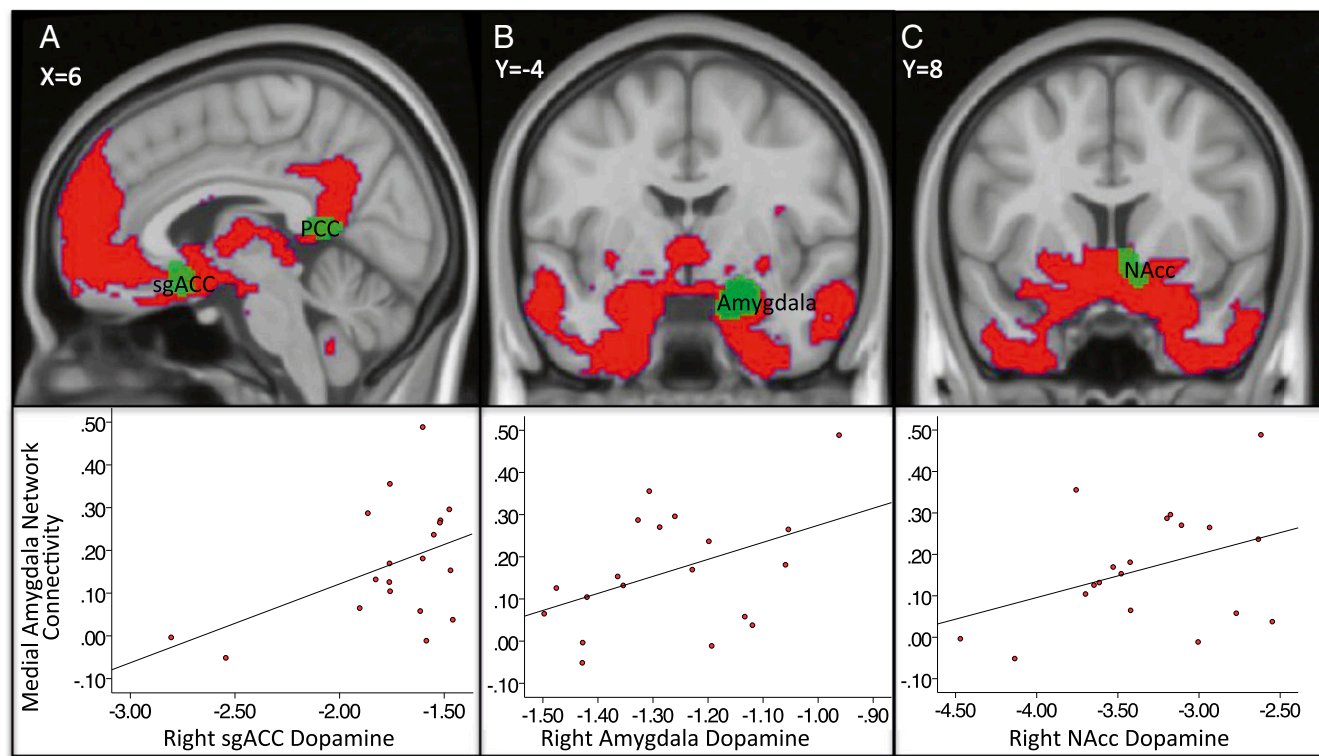 A
X=6
PCC
sgACC
B
Y=-4
Amygdala
C
Y=8
NAcc
Medial Amygdala Network
Connectivity
.50
.40
.30
.20
.10
.00
-.10
-3.00 -2.50 -2.00 -1.50
Right sgACC Dopamine
.50
.40
.30
.20
.10
.00
-.10
-1.50 -1.40 -1.30 -1.20 -1.10 -1.00 -.90
Right Amygdala Dopamine
.50
.40
.30
.20
.10
.00
-.10
-4.50 -4.00 -3.50 -3.00 -2.50
Right NAcc Dopamine